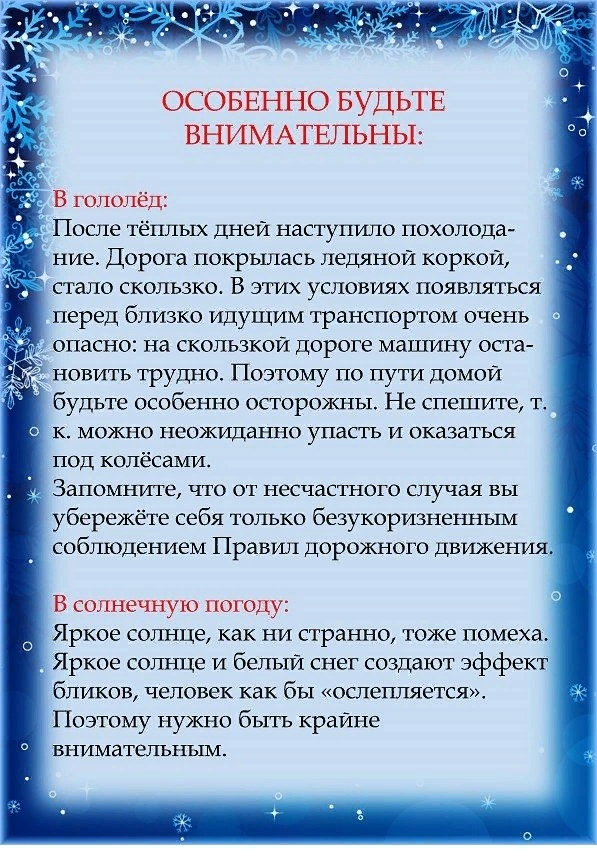 ОСОБЕННО БУДЬТЕ
ВНИМАТЕЛЬНЫ:
В гололёд:
После тёплых дней наступило похолода-
ние. Дорога покрылась ледяной коркой,
стало скользко. В этих условиях появляться
перед близко идущим транспортом очень
опасно: на скользкой дороге машину оста-
новить трудно. Поэтому по пути домой
будьте особенно осторожны. Не спешите, т.
к. можно неожиданно упасть и оказаться
под колёсами.
Запомните, что от несчастного случая вы
убережёте себя только безукоризненным
соблюдением Правил дорожного движения.
В солнечную погоду:
Яркое солнце, как ни странно, тоже помеха.
Яркое солнце и белый снег создают эффект
бликов, человек как бы «ослепляется».
Поэтому нужно быть крайне
внимательным.